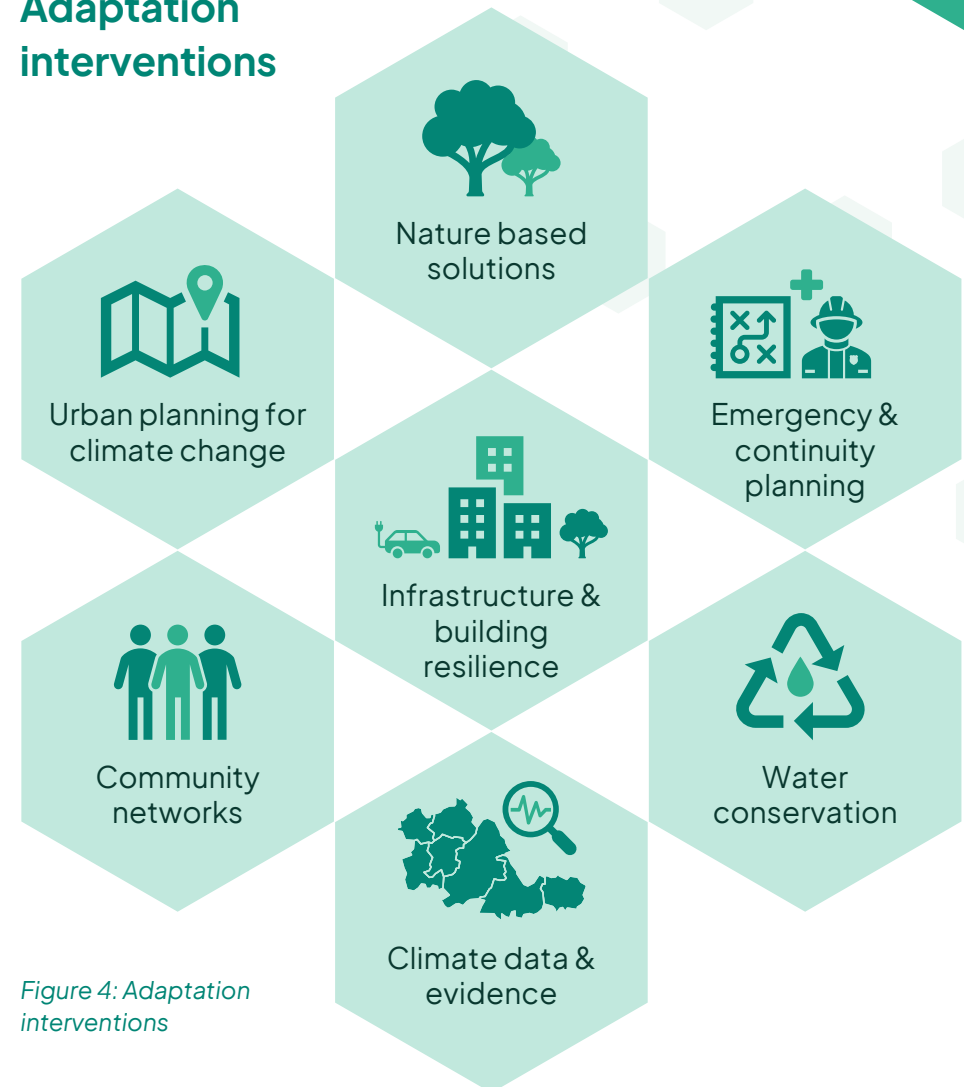 Adaptation
interventions
Nature based
solutions
Urban planning for
climate change
Emergency &
continuity
planning
Infrastructure &
building
resilience
Community
networks
Water
conservation
Climate data &
evidence
Figure 4: Adaptation
interventions